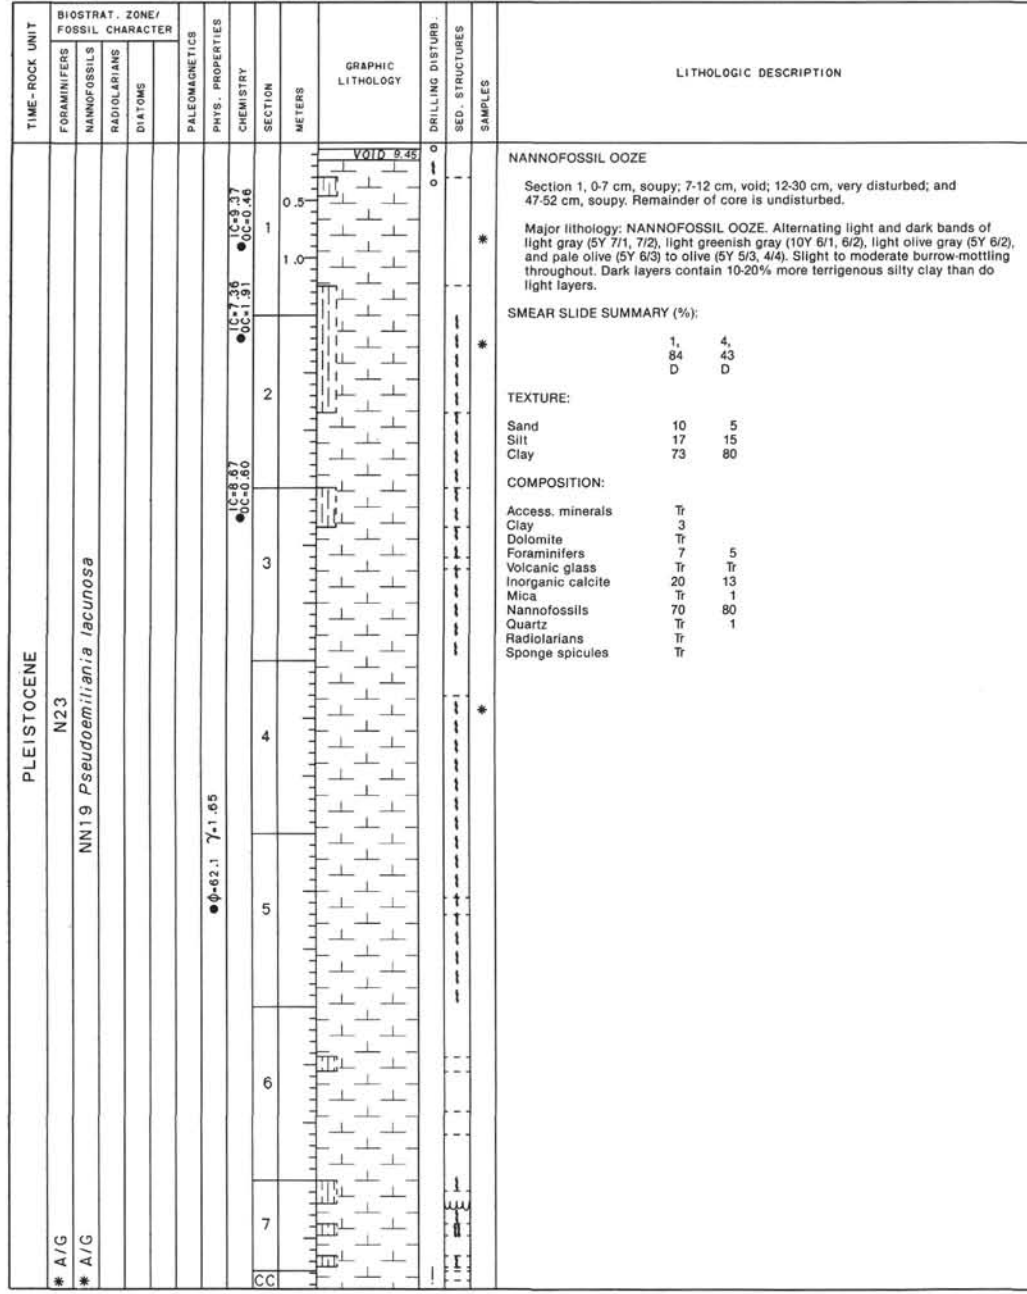 TIME-ROCK UNIT
BIOSTRAT. ZONE/
FOSSIL CHARACTER
FORAMINIFERS
NANNOFOSSILS
RADIOLARIANS
DIATOMS
PALEOMAGNETICS
PHYS. PROPERTIES
CHEMISTRY
SECTION
METERS
GRAPHIC
LITHOLOGY
DRILLING DISTURB.
SED. STRUCTURES
SAMPLES
LITHOLOGIC DESCRIPTION
PLEISTOCENE
N23
* A/G
NN19 Pseudoemiliania lacunosa
* A/G
●φ=62.1 γ=1.65
IC=9.37
●OC=0.46
IC=7.36
●OC=1.91
IC=8.67
●OC=0.60
1
2
3
4
5
6
7
CC
0.5
1.0
VOID 9.45
*
*
*
NANNOFOSSIL OOZE
Section 1, 0-7 cm, soupy; 7-12 cm, void; 12-30 cm, very disturbed; and
47-52 cm, soupy. Remainder of core is undisturbed.
Major lithology: NANNOFOSSIL OOZE. Alternating light and dark bands of
light gray (5Y 7/1, 7/2), light greenish gray (10Y 6/1, 6/2), light olive gray (5Y 6/2),
and pale olive (5Y 6/3) to olive (5Y 5/3, 4/4). Slight to moderate burrow-mottling
throughout. Dark layers contain 10-20% more terrigenous silty clay than do
light layers.
SMEAR SLIDE SUMMARY (%):
1, 4,
84 43
D D
TEXTURE:
Sand 10 5
Silt 17 15
Clay 73 80
COMPOSITION:
Access. minerals Tr
Clay 3
Dolomite Tr
Foraminifers 7 5
Volcanic glass Tr Tr
Inorganic calcite 20 13
Mica Tr 1
Nannofossils 70 80
Quartz Tr 1
Radiolarians Tr
Sponge spicules Tr